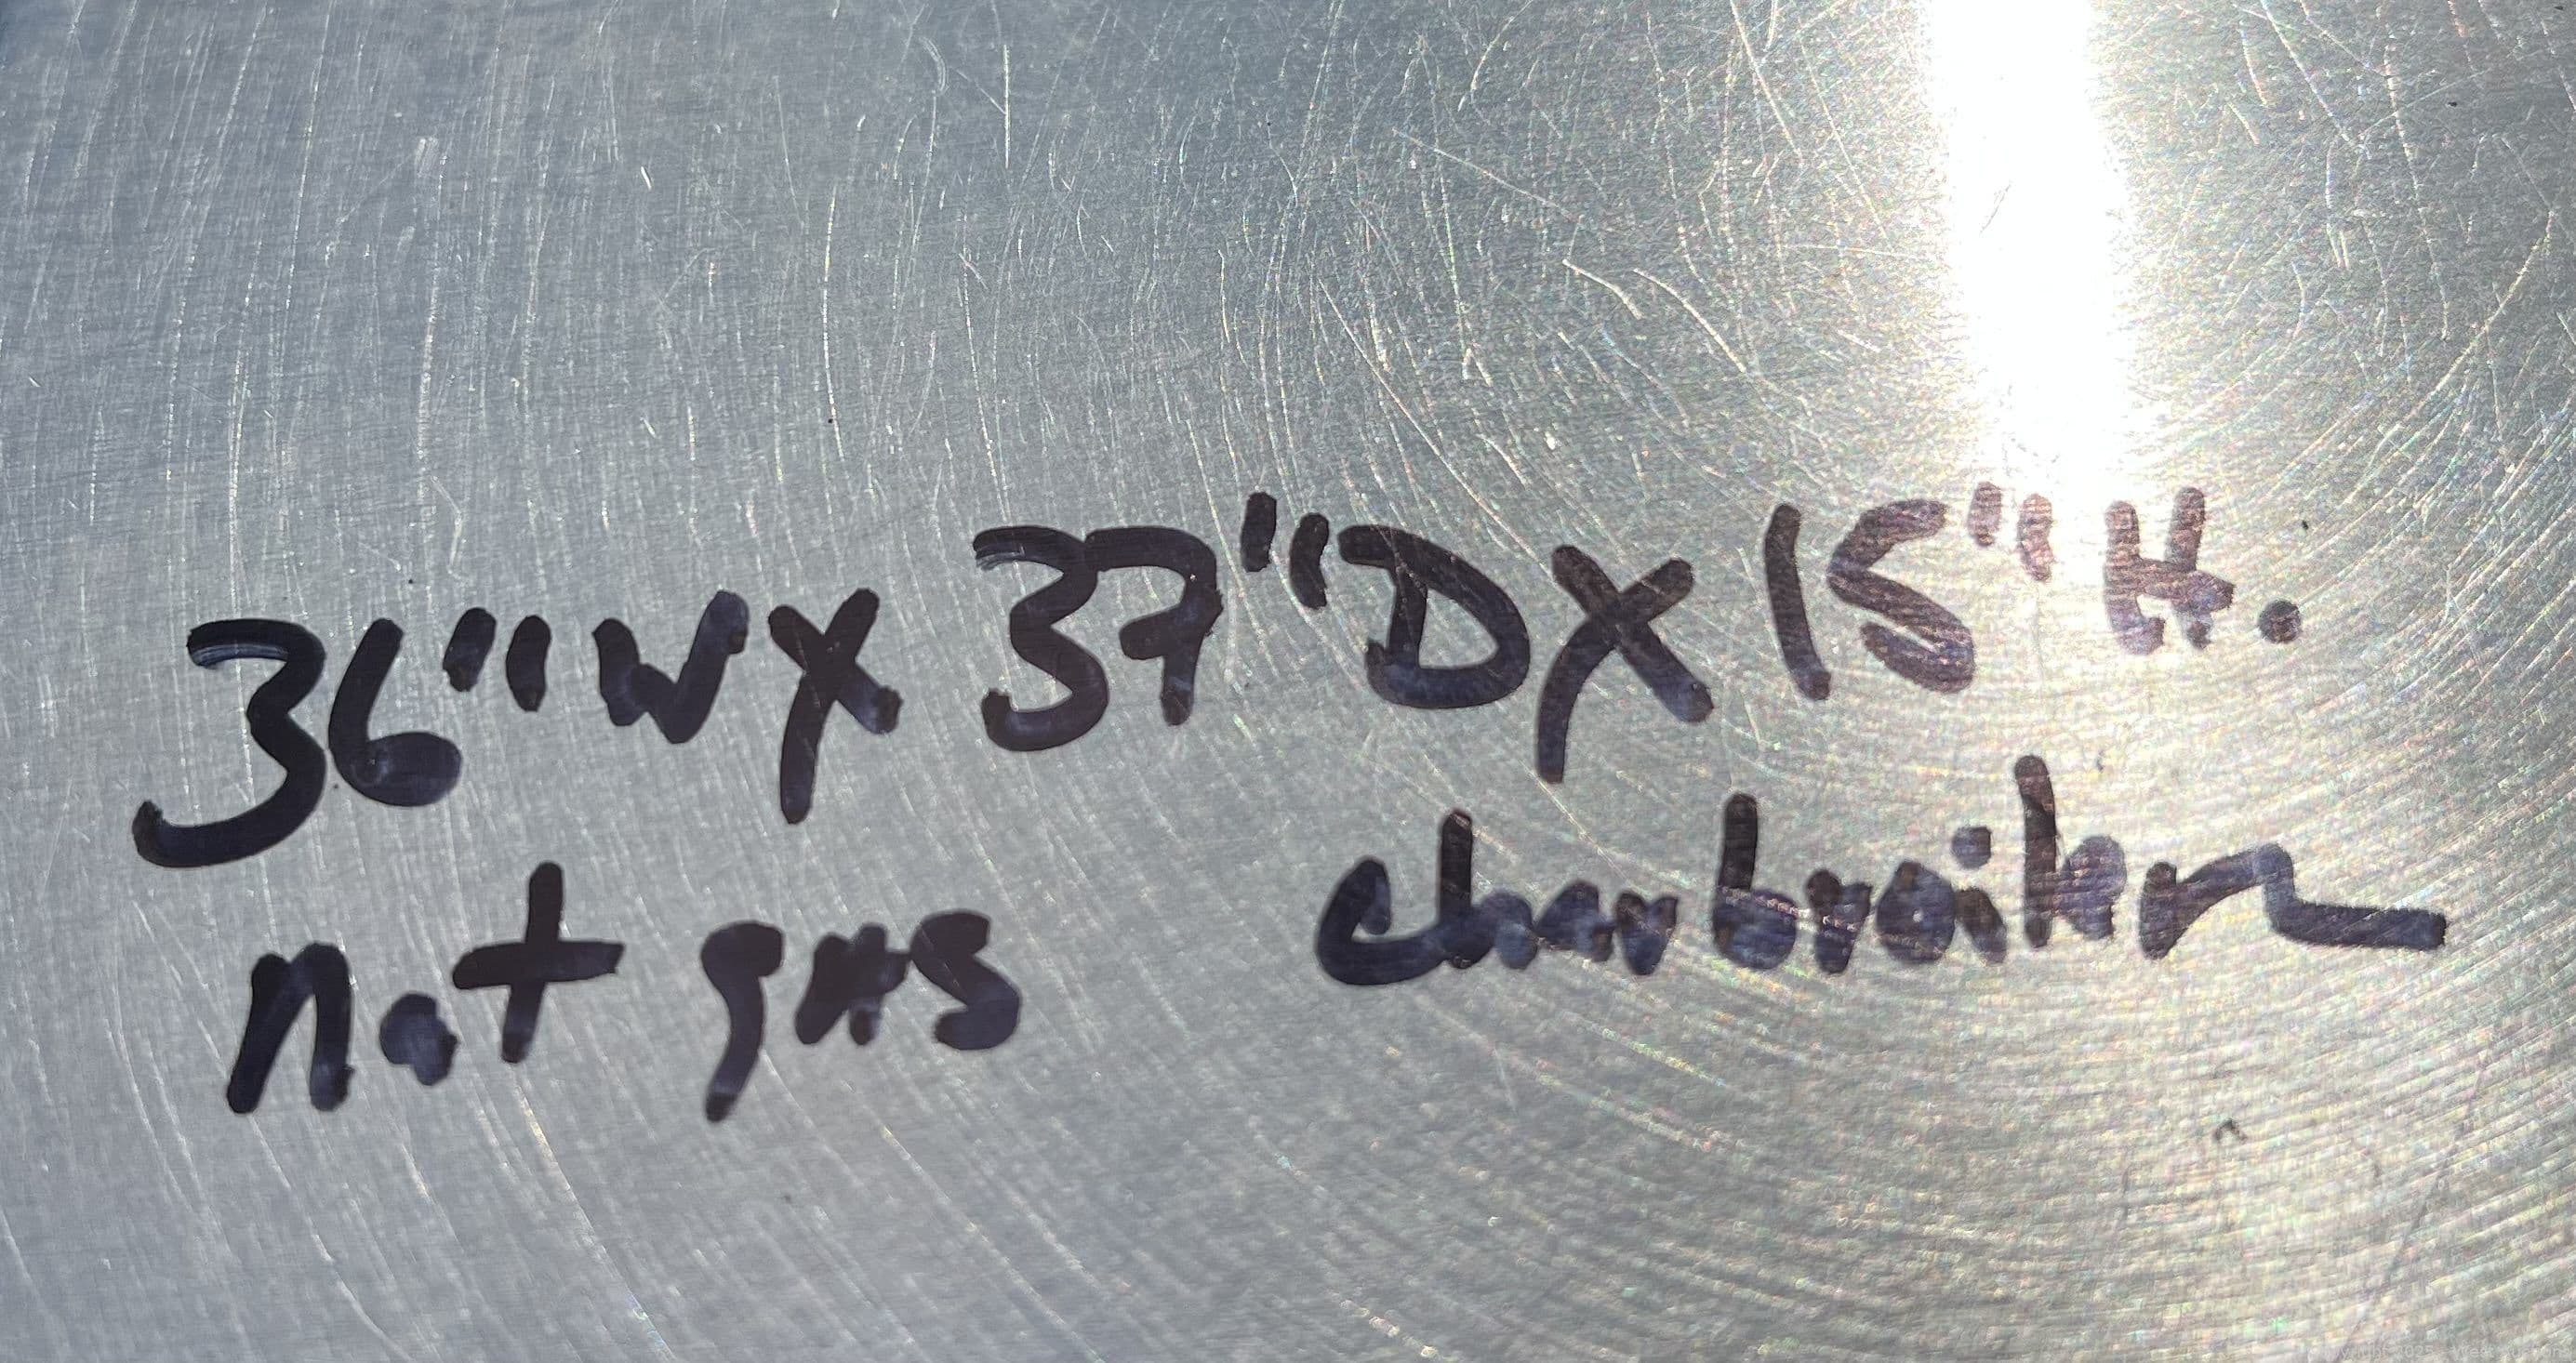 36" W X 37" D X 15" H.
nat gas charbroiler